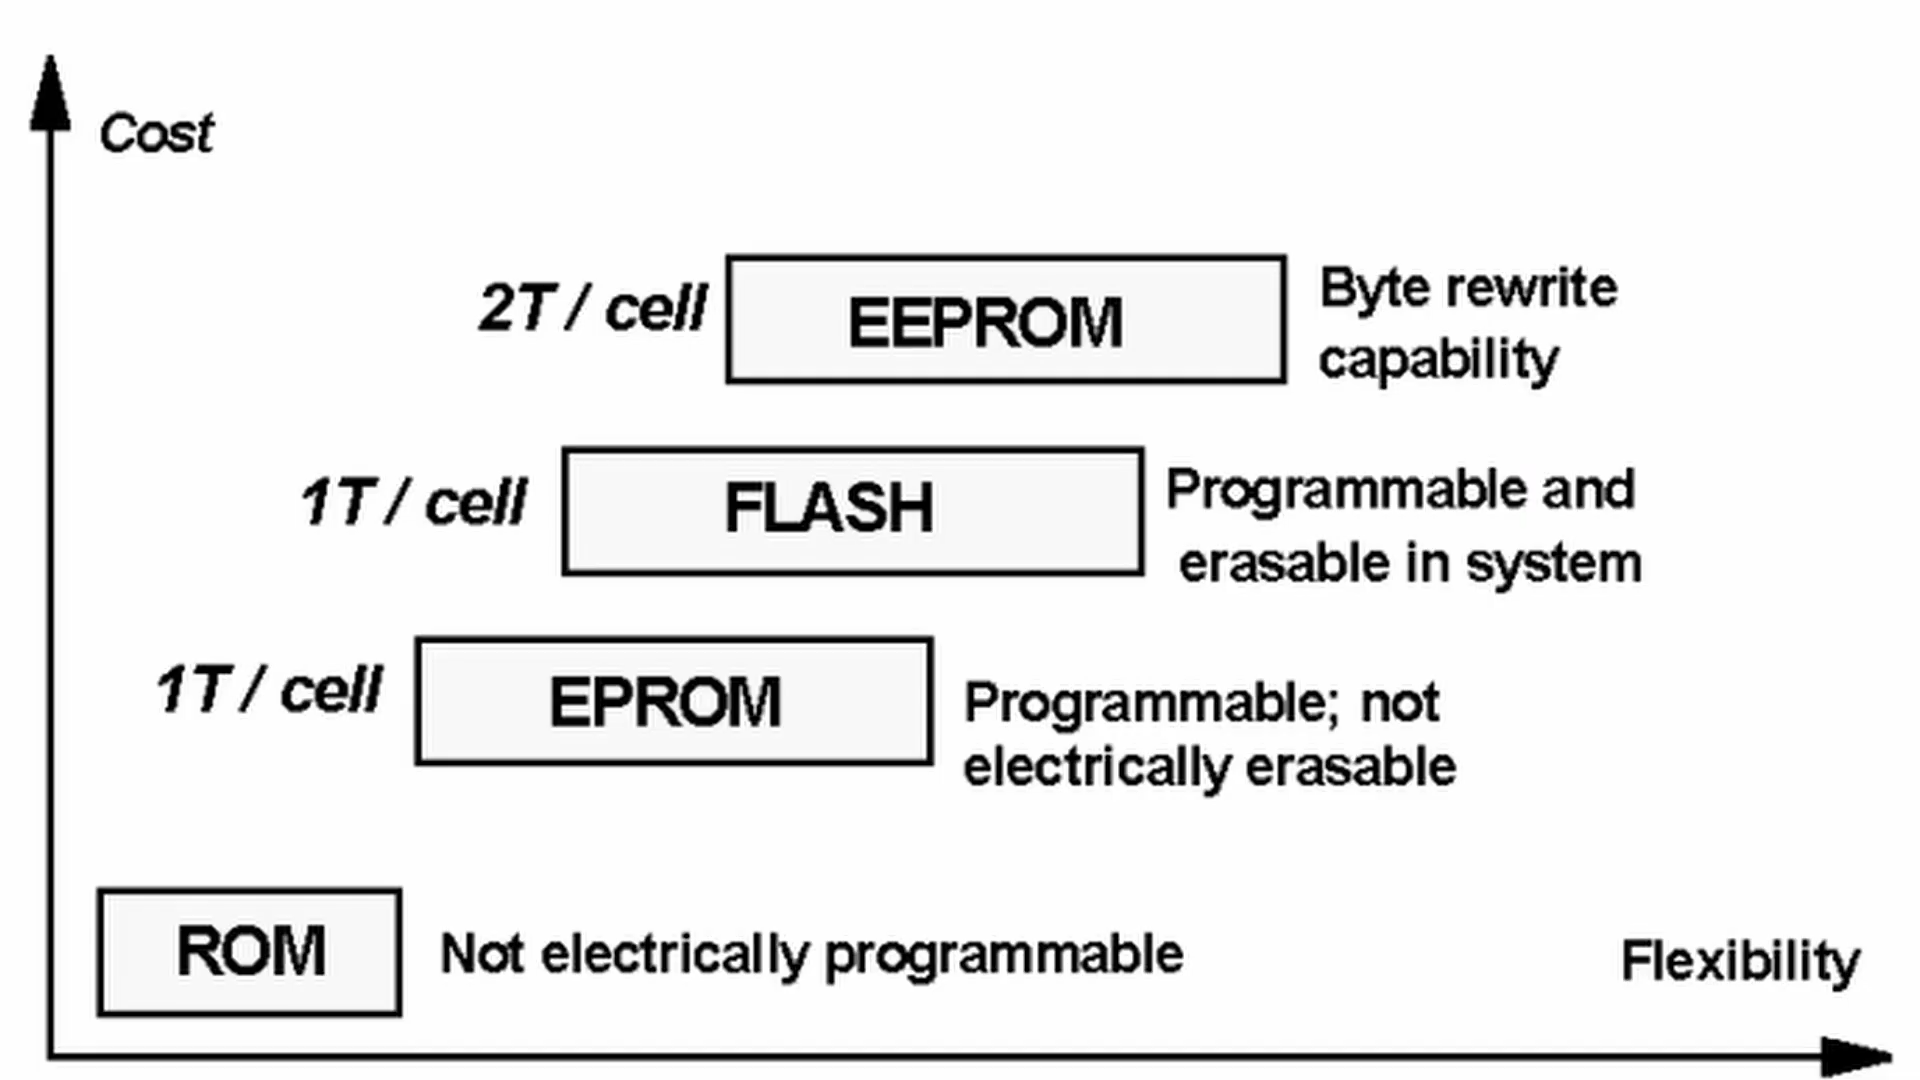 Cost
2T / cell
EEPROM
Byte rewrite
capability
1T / cell
FLASH
Programmable and
erasable in system
1T / cell
EPROM
Programmable; not
electrically erasable
ROM
Not electrically programmable
Flexibility